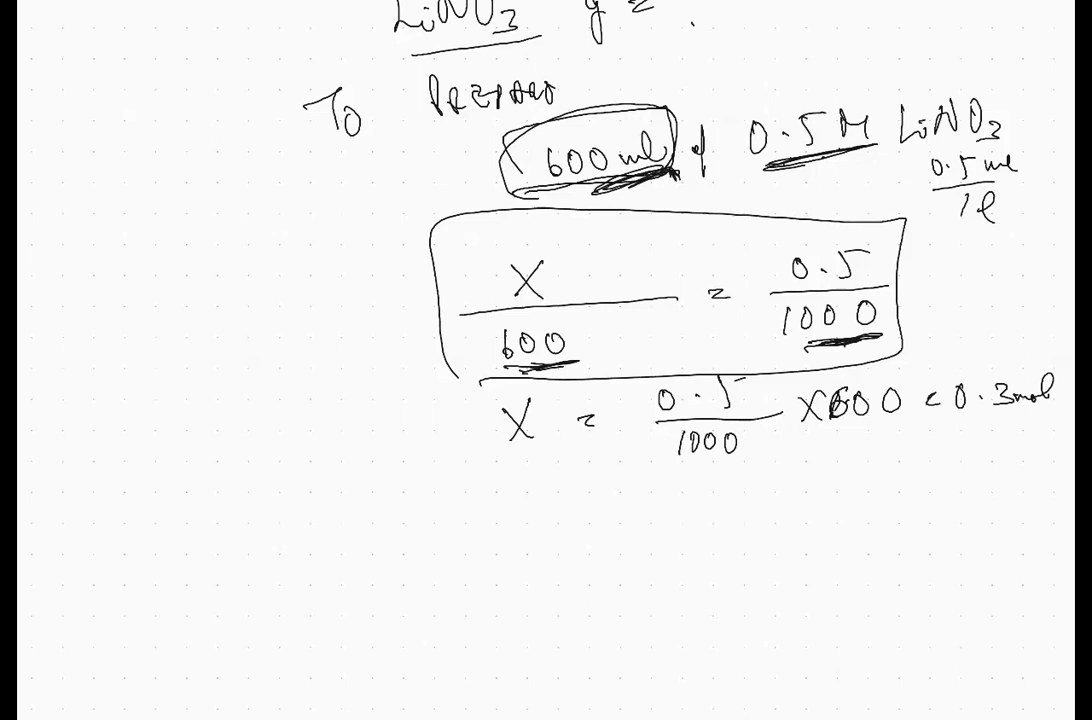 LiNO3 g =
To PREPARE
600 ml of 0.5 M LiNO3
0.5 mol
1 l
X = 0.5
600 1000
X = 0.5 X 600 = 0.3 mol
1000